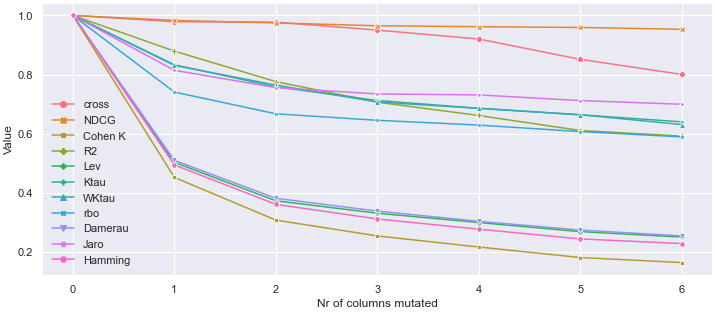 1.0
0.8
0.6
0.4
0.2
Value
cross
NDCG
Cohen K
R2
Lev
Ktau
WKtau
rbo
Damerau
Jaro
Hamming
0 1 2 3 4 5 6
Nr of columns mutated